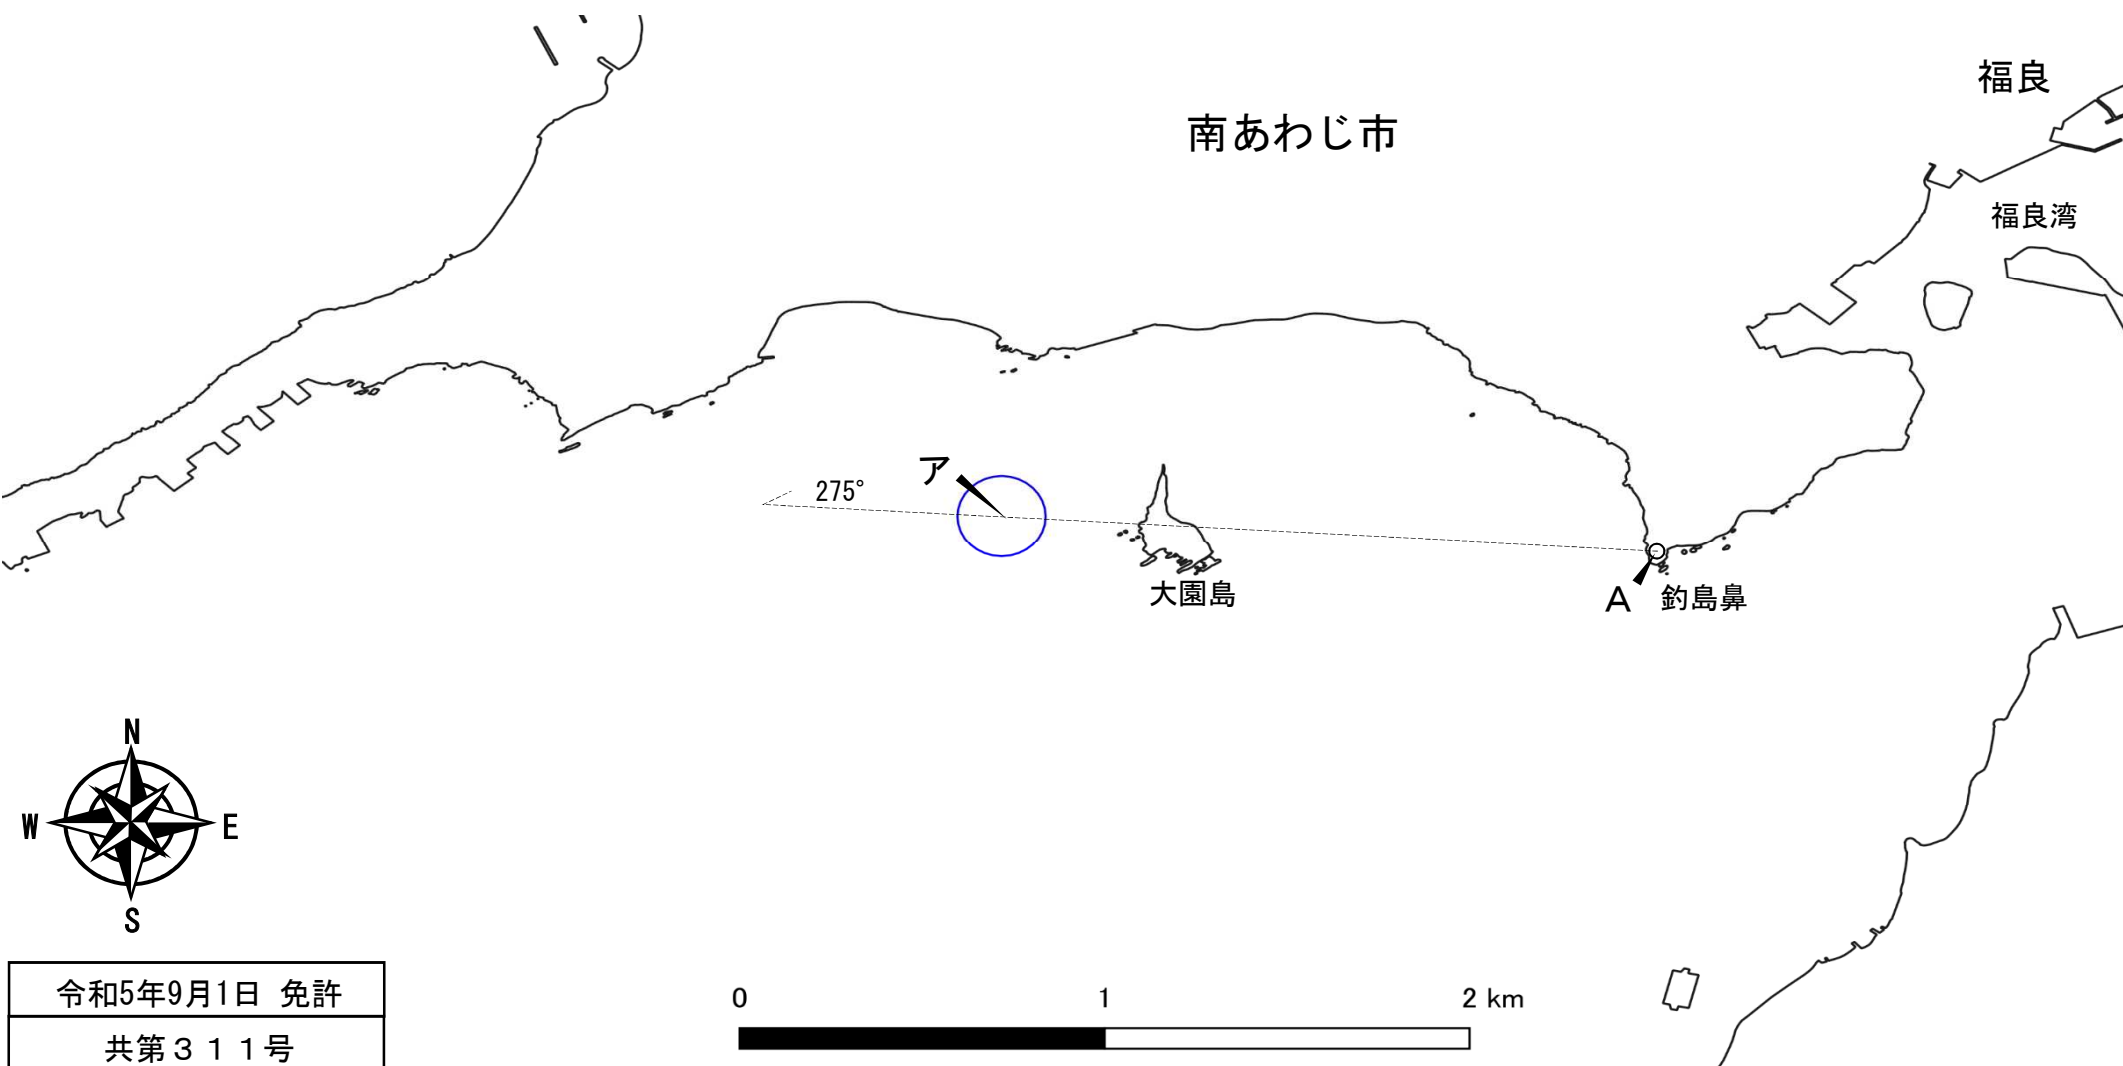 福良
南あわじ市
福良湾
ア
275°
大園島
A
釣島鼻
N
W
E
S
令和5年9月1日 免許
共第311号
0
1
2 km